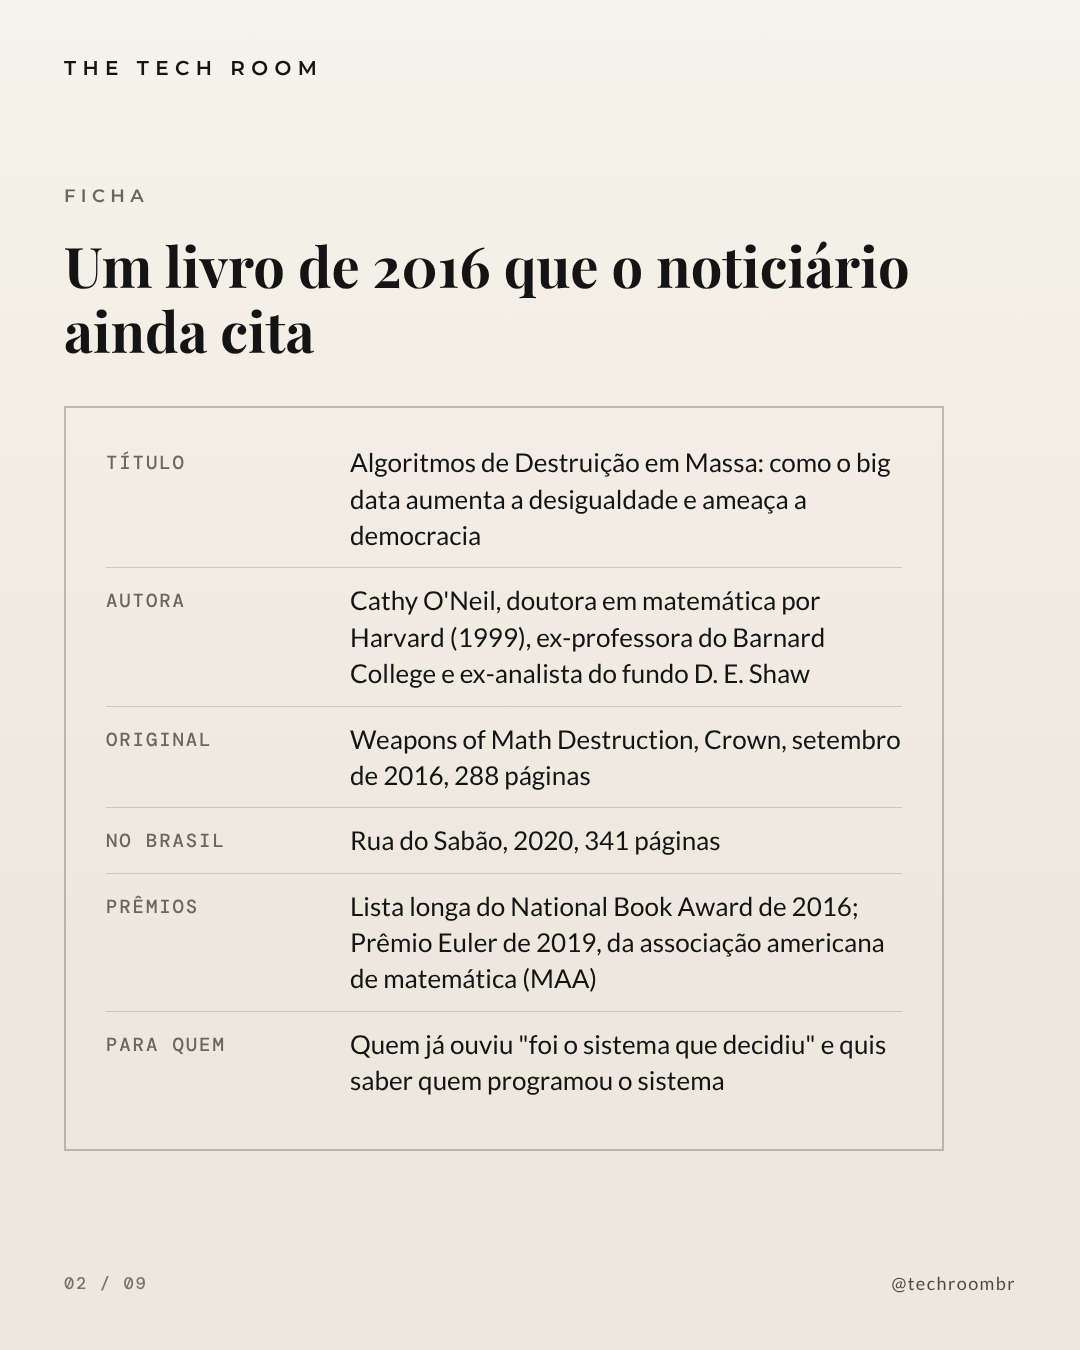 THE TECH ROOM
FICHA
Um livro de 2016 que o noticiário
ainda cita
TÍTULO
Algoritmos de Destruição em Massa: como o big
data aumenta a desigualdade e ameaça a
democracia
AUTORA
Cathy O'Neil, doutora em matemática por
Harvard (1999), ex-professora do Barnard
College e ex-analista do fundo D. E. Shaw
ORIGINAL
Weapons of Math Destruction, Crown, setembro
de 2016, 288 páginas
NO BRASIL
Rua do Sabão, 2020, 341 páginas
PRÊMIOS
Lista longa do National Book Award de 2016;
Prêmio Euler de 2019, da associação americana
de matemática (MAA)
PARA QUEM
Quem já ouviu "foi o sistema que decidiu" e quis
saber quem programou o sistema
02 / 09
@techroombr